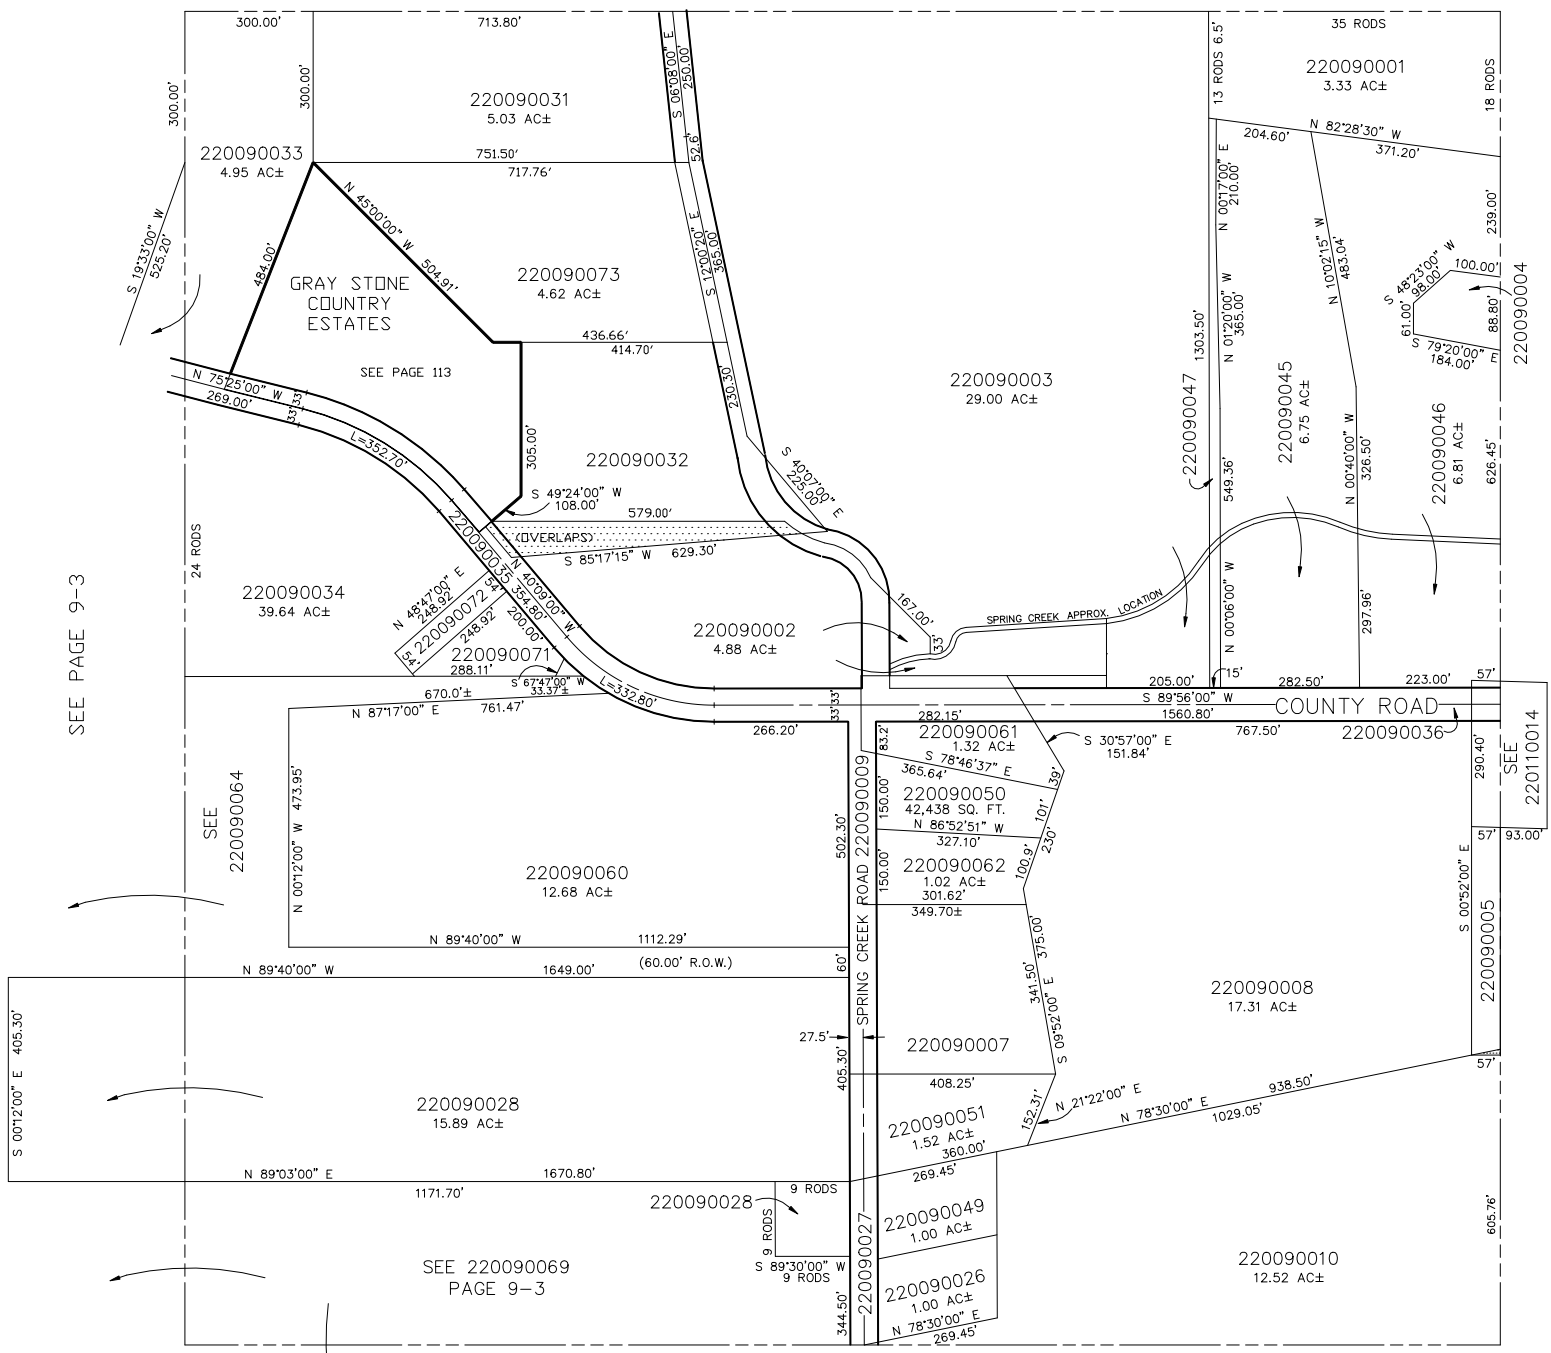 300.00'
713.80'
35 RODS
300.00'
300.00'
S 06°08'00" E
250.00'
13 RODS 6.5'
18 RODS
220090031
5.03 AC±
220090001
3.33 AC±
220090033
4.95 AC±
751.50'
717.76'
52.6'
204.60'
N 82°28'30" W
371.20'
N 00°17'00" E
210.00'
S 19°33'00" W
525.20'
484.00'
N 45°00'00" W
504.91'
GRAY STONE
COUNTRY
ESTATES
SEE PAGE 113
220090073
4.62 AC±
S 12°00'20" E
365.00'
436.66'
414.70'
230.30'
220090003
29.00 AC±
1303.50'
N 01°20'00" W
365.00'
N 10°02'15" W
483.04'
239.00'
S 48°23'00" W
98.00'
100.00'
61.00'
88.80'
S 79°20'00" E
184.00'
220090004
220090047
220090045
6.75 AC±
220090046
6.81 AC±
N 00°40'00" W
326.50'
626.45'
549.36'
N 75°25'00" W
269.00'
33'
33'
L=352.70'
305.00'
220090032
S 40°07'00" E
225.00'
S 49°24'00" W
108.00'
579.00'
(OVERLAPS)
S 85°17'15" W
629.30'
24 RODS
220090035
SEE PAGE 9-3
220090034
39.64 AC±
N 48°47'00" E
248.92'
220090072
248.92'
54'
54'
N 40°09'00" W
354.80'
200.00'
220090071
288.11'
S 67°47'00" W
33.37±
L=332.80'
220090002
4.88 AC±
167.00'
33'
SPRING CREEK APPROX. LOCATION
N 00°06'00" W
297.96'
15'
205.00'
282.50'
223.00'
57'
S 89°56'00" W
1560.80'
COUNTY ROAD
670.0'±
N 87°17'00" E
761.47'
266.20'
33'
33'
282.15'
767.50'
220090036
220090061
1.32 AC±
83.2'
S 30°57'00" E
151.84'
S 78°46'37" E
365.64'
39'
290.40'
SEE
220110014
SEE
220090064
N 00°12'00" W 473.95'
150.00'
220090050
42,438 SQ. FT.
N 86°52'51" W
327.10'
101'
230'
57'
93.00'
502.30'
SPRING CREEK ROAD 220090009
150.00'
220090062
1.02 AC±
301.62'
349.70±
100.9'
220090060
12.68 AC±
S 00°52'00" E
220090005
N 89°40'00" W
1112.29'
(60.00' R.O.W.)
60'
N 89°40'00" W
1649.00'
375.00'
341.50'
S 09°52'00" E
220090008
17.31 AC±
S 00°12'00" E 405.30'
27.5'
405.30'
220090007
57'
408.25'
220090028
15.89 AC±
220090051
1.52 AC±
152.31'
N 21°22'00" E
N 78°30'00" E
938.50'
1029.05'
360.00'
269.45'
N 89°03'00" E
1670.80'
1171.70'
9 RODS
220090028
9 RODS
S 89°30'00" W
9 RODS
220090049
1.00 AC±
605.76'
SEE 220090069
PAGE 9-3
344.50'
220090027
220090026
1.00 AC±
N 78°30'00" E
269.45'
220090010
12.52 AC±